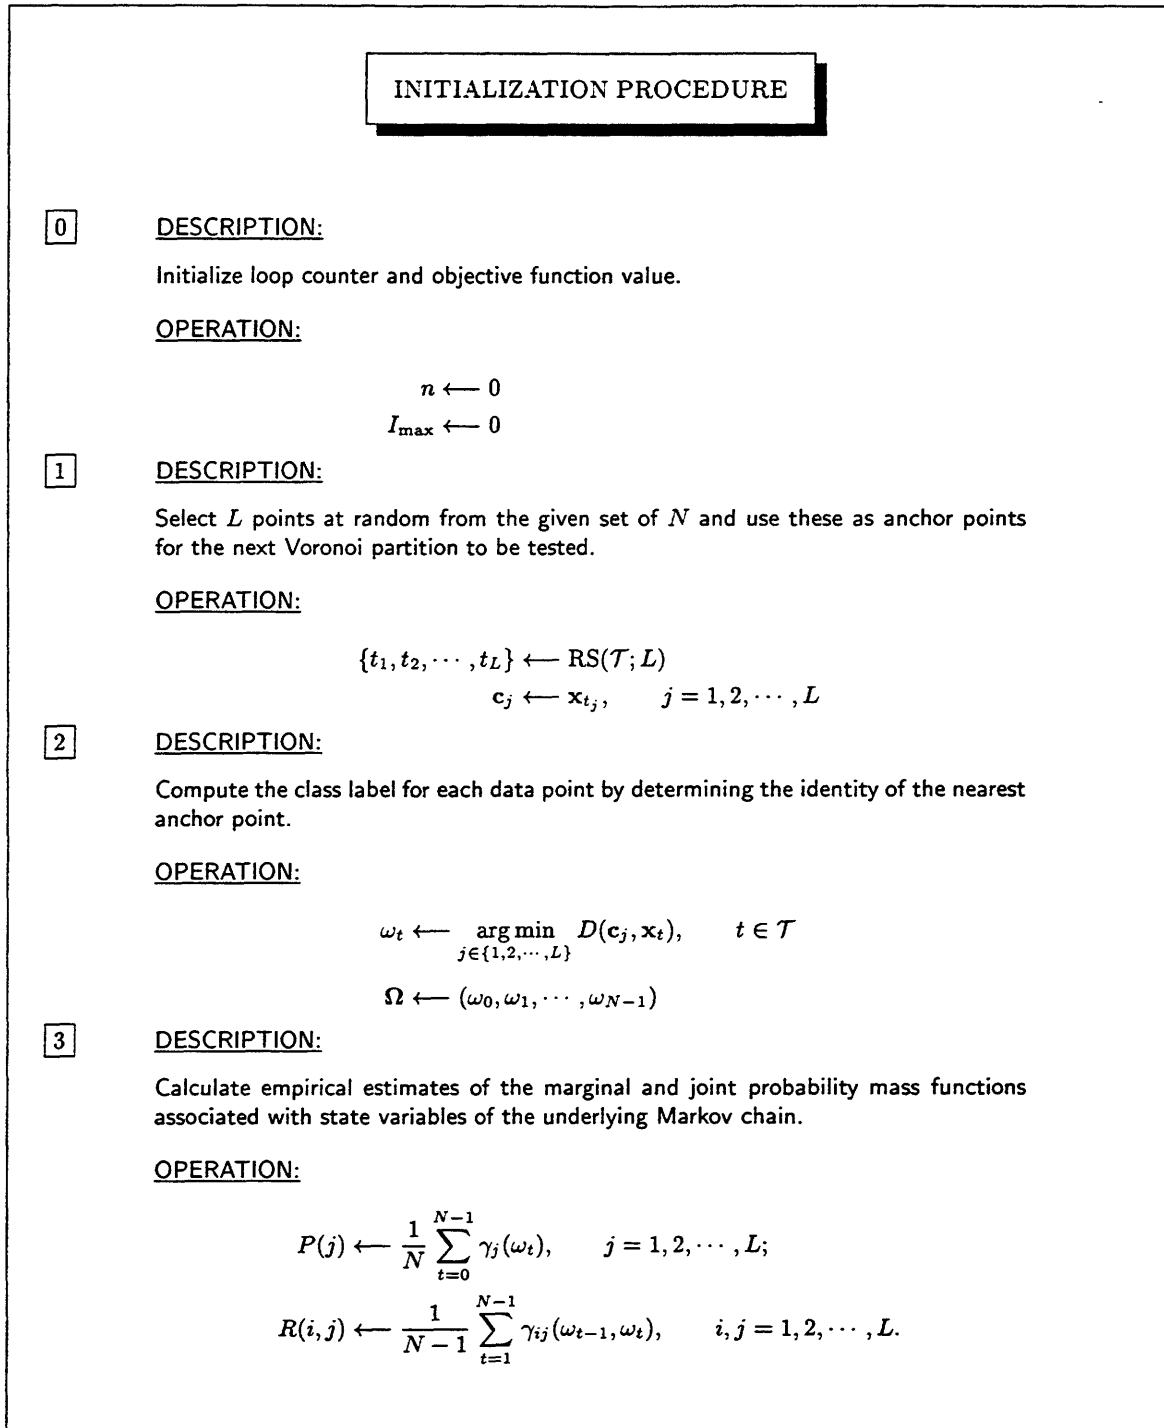 INITIALIZATION PROCEDURE
0 DESCRIPTION:
Initialize loop counter and objective function value.
OPERATION:
n ⟵ 0
I_max ⟵ 0
1 DESCRIPTION:
Select L points at random from the given set of N and use these as anchor points
for the next Voronoi partition to be tested.
OPERATION:
{t_1, t_2, ⋯ , t_L} ⟵ RS(𝒯; L)
c_j ⟵ x_{t_j}, j = 1, 2, ⋯ , L
2 DESCRIPTION:
Compute the class label for each data point by determining the identity of the nearest
anchor point.
OPERATION:
ω_t ⟵ arg min_{j∈{1,2,⋯,L}} D(c_j, x_t), t ∈ 𝒯
Ω ⟵ (ω_0, ω_1, ⋯ , ω_{N−1})
3 DESCRIPTION:
Calculate empirical estimates of the marginal and joint probability mass functions
associated with state variables of the underlying Markov chain.
OPERATION:
P(j) ⟵ \frac{1}{N} \sum_{t=0}^{N−1} γ_j(ω_t), j = 1, 2, ⋯ , L;
R(i, j) ⟵ \frac{1}{N − 1} \sum_{t=1}^{N−1} γ_{ij}(ω_{t−1}, ω_t), i, j = 1, 2, ⋯ , L.